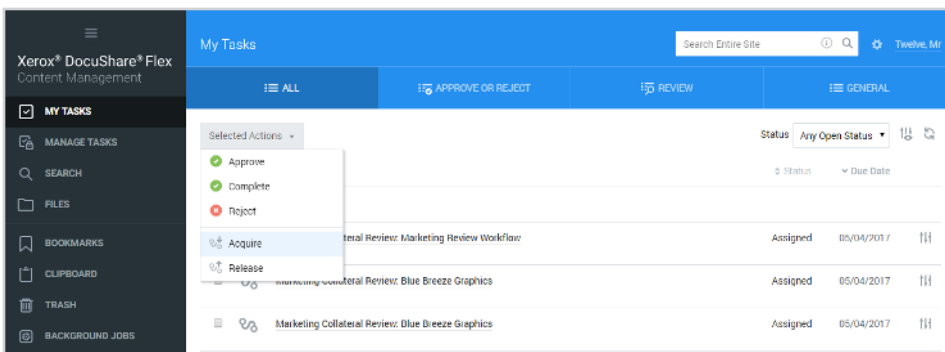 Xerox® DocuShare® Flex
Content Management
MY TASKS
MANAGE TASKS
SEARCH
FILES
BOOKMARKS
CLIPBOARD
TRASH
BACKGROUND JOBS
My Tasks
Search Entire Site
Twelve, Mr
ALL
APPROVE OR REJECT
REVIEW
GENERAL
Selected Actions
Status Any Open Status
Approve
Complete
Reject
Acquire
Release
Status Due Date
teral Review: Marketing Review Workflow Assigned 05/04/2017
Marketing Collateral Review: Blue Breeze Graphics Assigned 05/04/2017
Marketing Collateral Review: Blue Breeze Graphics Assigned 05/04/2017